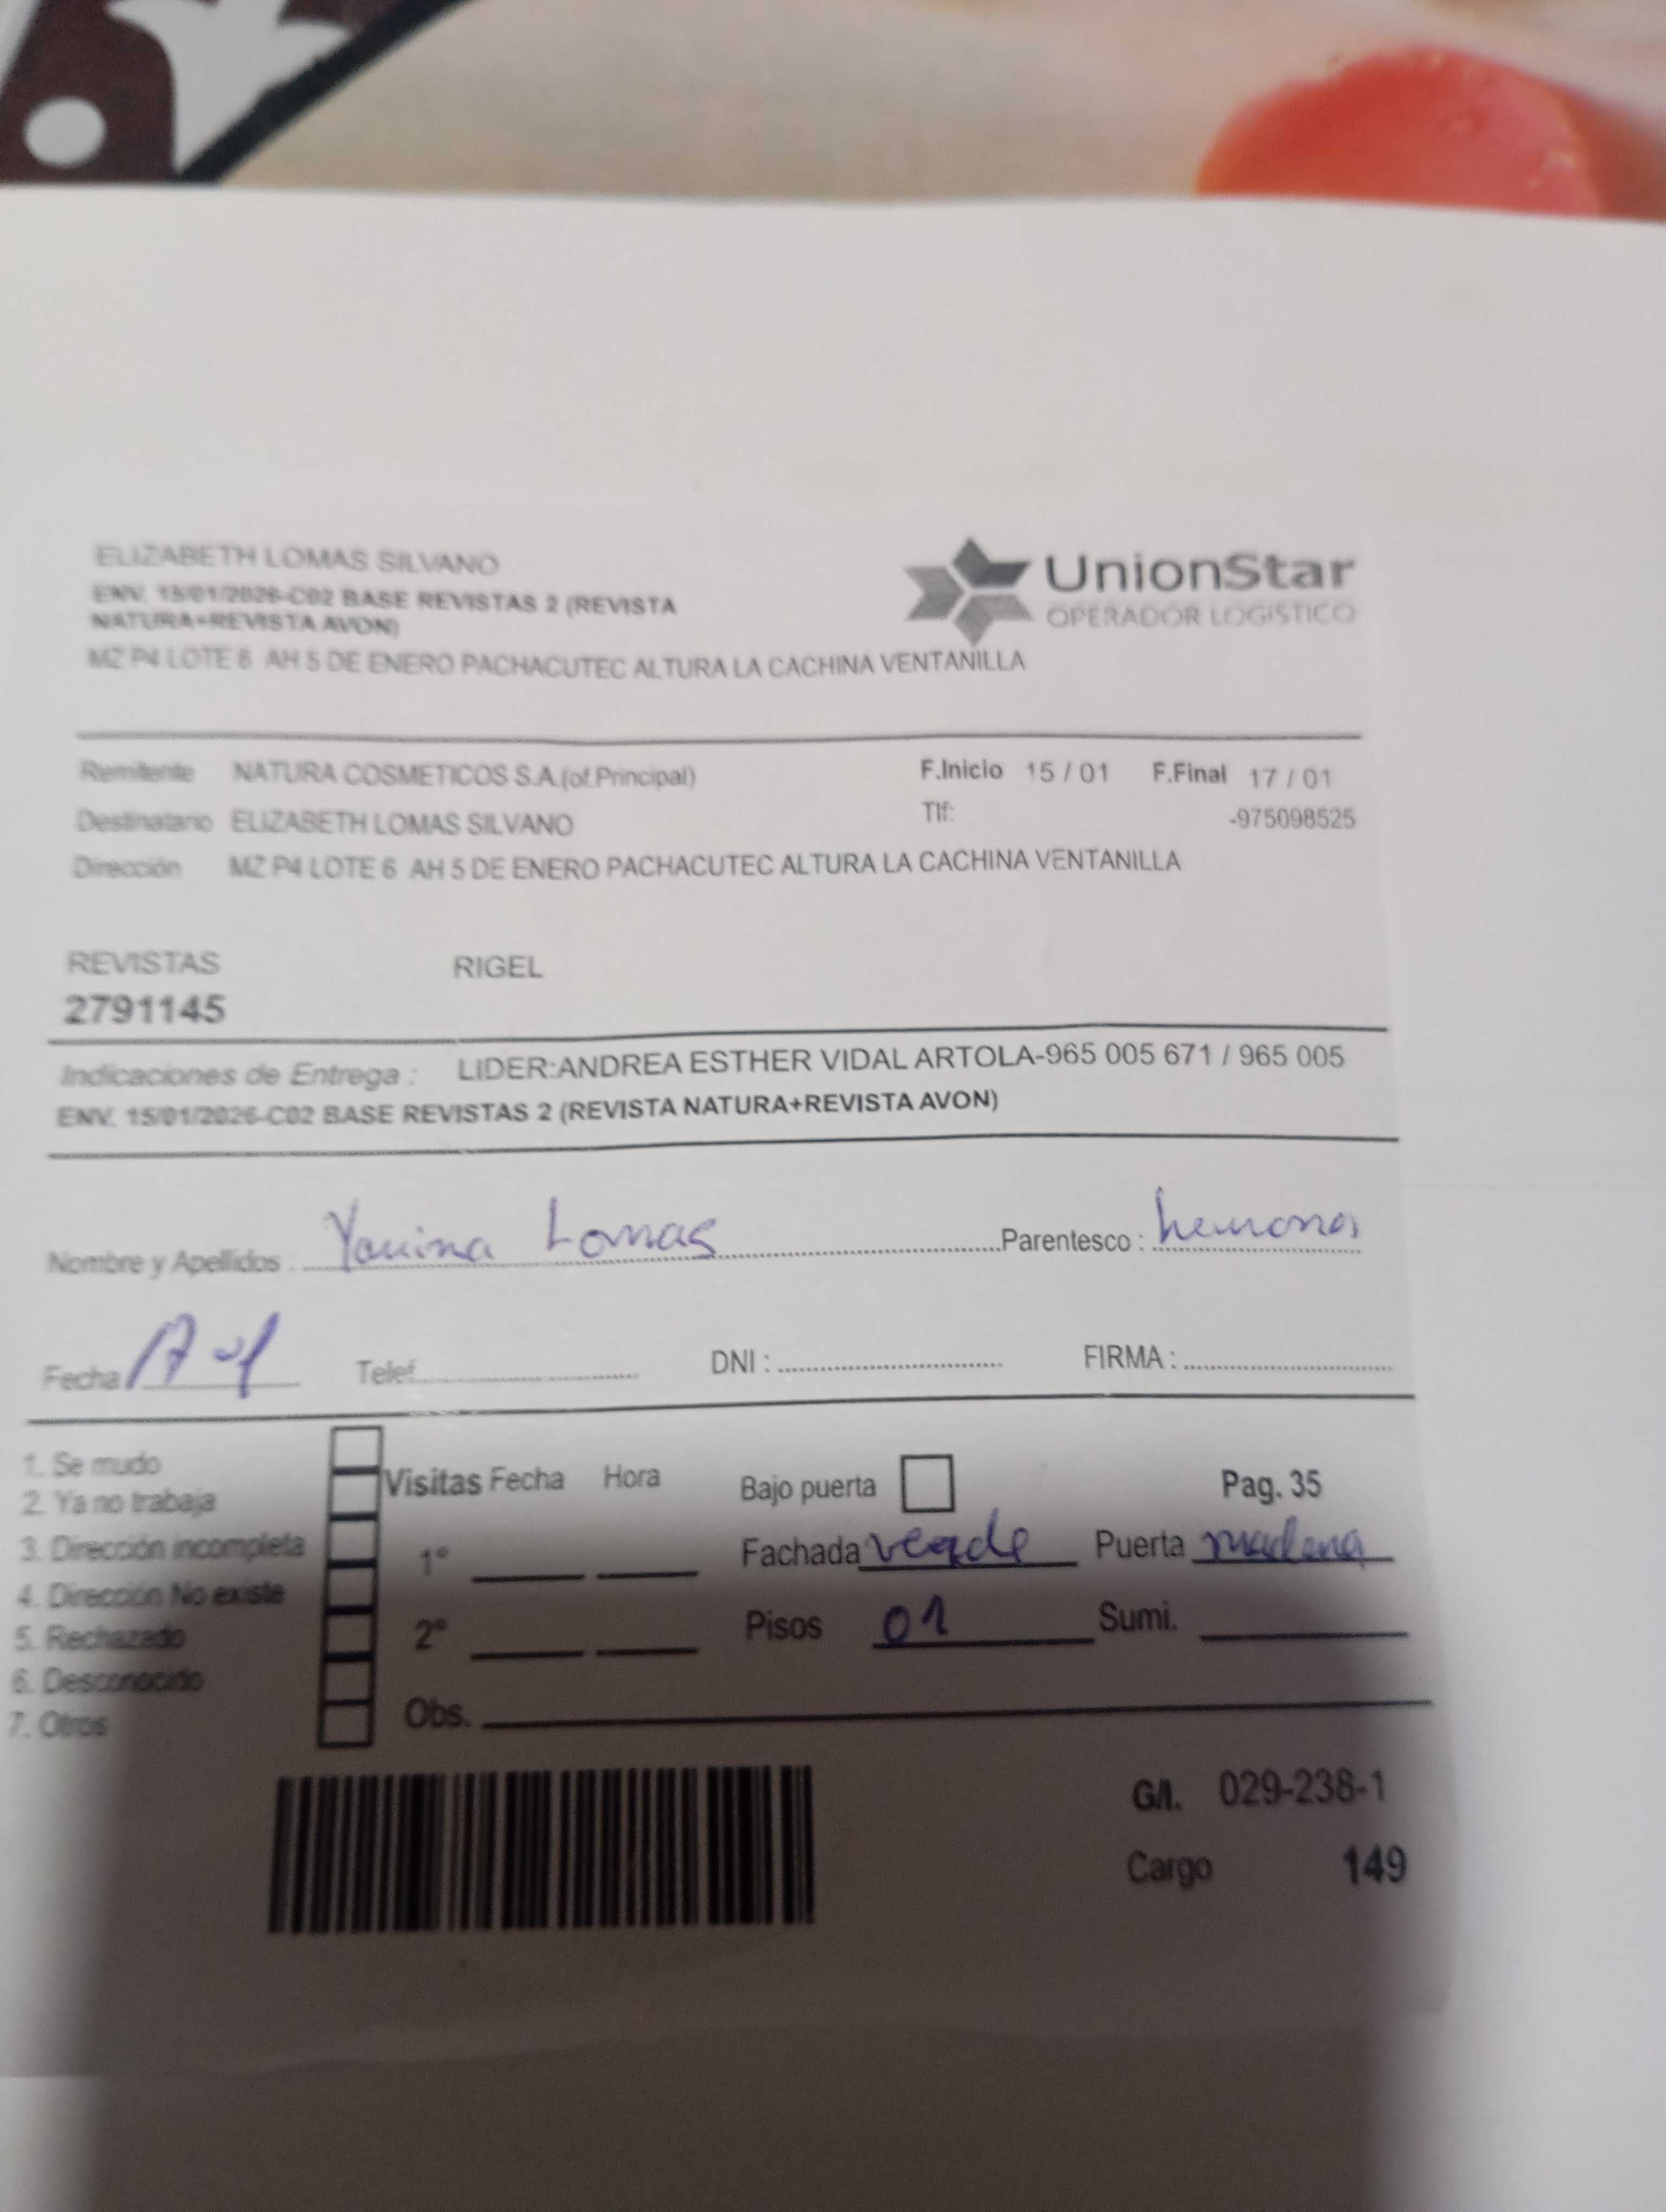 ELIZABETH LOMAS SILVANO
ENV. 15/01/2026-C02 BASE REVISTAS 2 (REVISTA
NATURA+REVISTA AVON)
MZ P4 LOTE 6 AH 5 DE ENERO PACHACUTEC ALTURA LA CACHINA VENTANILLA
UnionStar
OPERADOR LOGISTICO
Remitente NATURA COSMETICOS S.A.(of.Principal) F.Inicio 15 / 01 F.Final 17 / 01
Destinatario ELIZABETH LOMAS SILVANO Tlf: -975098525
Dirección MZ P4 LOTE 6 AH 5 DE ENERO PACHACUTEC ALTURA LA CACHINA VENTANILLA
REVISTAS RIGEL
2791145
Indicaciones de Entrega : LIDER:ANDREA ESTHER VIDAL ARTOLA-965 005 671 / 965 005
ENV. 15/01/2026-C02 BASE REVISTAS 2 (REVISTA NATURA+REVISTA AVON)
Nombre y Apellidos : Yanina Lomas Parentesco :
Fecha Telef. DNI : FIRMA :
1. Se mudo
2. Ya no trabaja
3. Dirección incompleta
4. Dirección No existe
5. Rechazado
6. Desconocido
7. Otros
Visitas Fecha Hora
1°
2°
Obs.
Bajo puerta Pag. 35
Fachada verde Puerta madera
Pisos 01 Sumi.
G/I. 029-238-1
Cargo 149